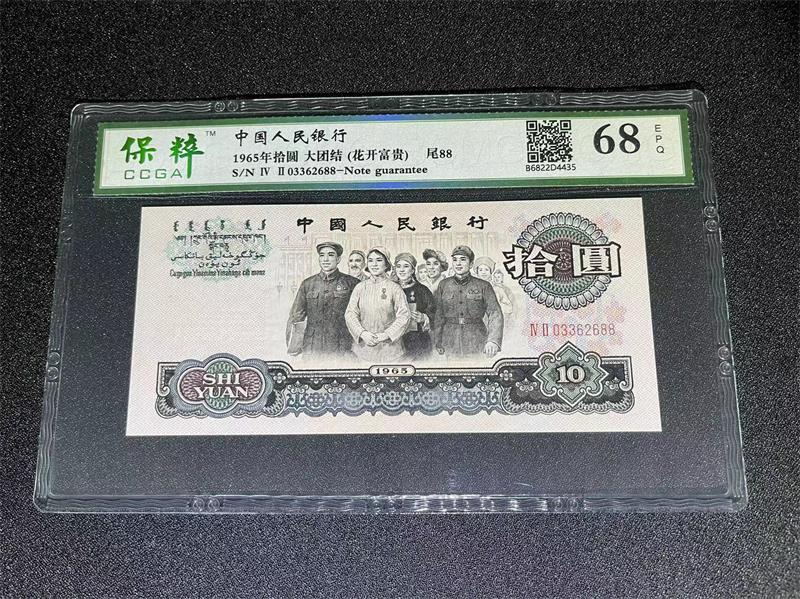 保粹™
CCGA
中国人民银行
1965年拾圆 大团结 (花开富贵) 尾88
S/N Ⅳ Ⅱ 03362688-Note guarantee
B6822D4435
68
EPQ
中國人民銀行
拾圓
ⅣⅡ 03362688
1965
SHI
YUAN
10